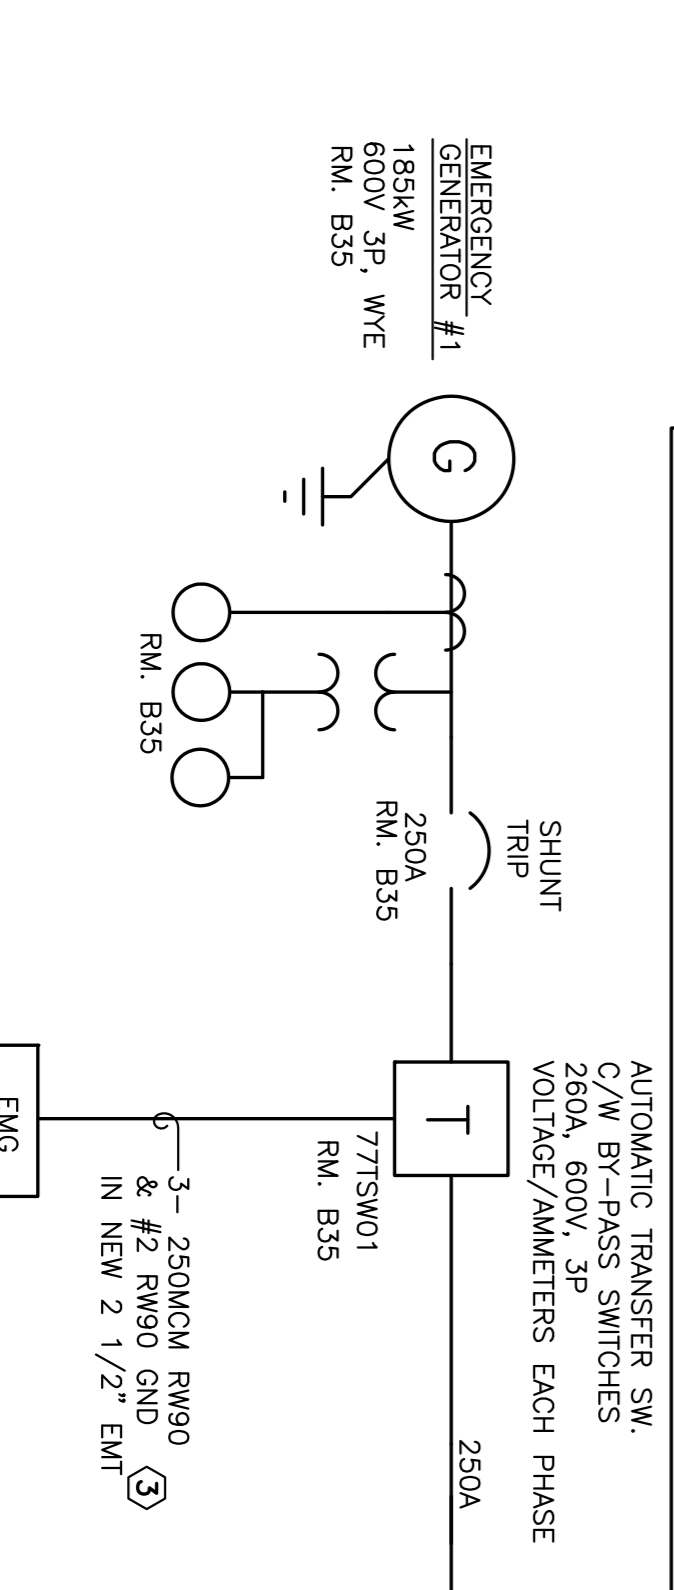 EMERGENCY
GENERATOR #1
185kW
600V 3P, WYE
RM. B35
G
RM. B35
SHUNT
TRIP
250A
RM. B35
AUTOMATIC TRANSFER SW.
C/W BY-PASS SWITCHES
260A, 600V, 3P
VOLTAGE/AMMETERS EACH PHASE
T
77TSW01
RM. B35
3- 250MCM RW90
& #2 RW90 GND
IN NEW 2 1/2" EMT
3
250A
EMG